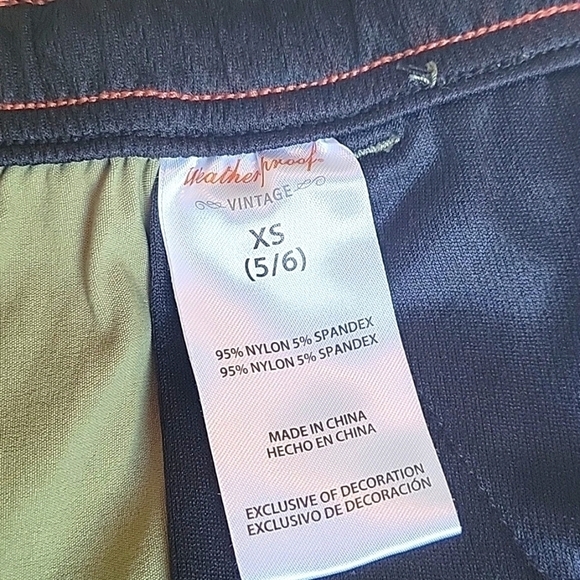 Weatherproof
VINTAGE
XS
(5/6)
95% NYLON 5% SPANDEX
95% NYLON 5% SPANDEX
MADE IN CHINA
HECHO EN CHINA
EXCLUSIVE OF DECORATION
EXCLUSIVO DE DECORACIÓN